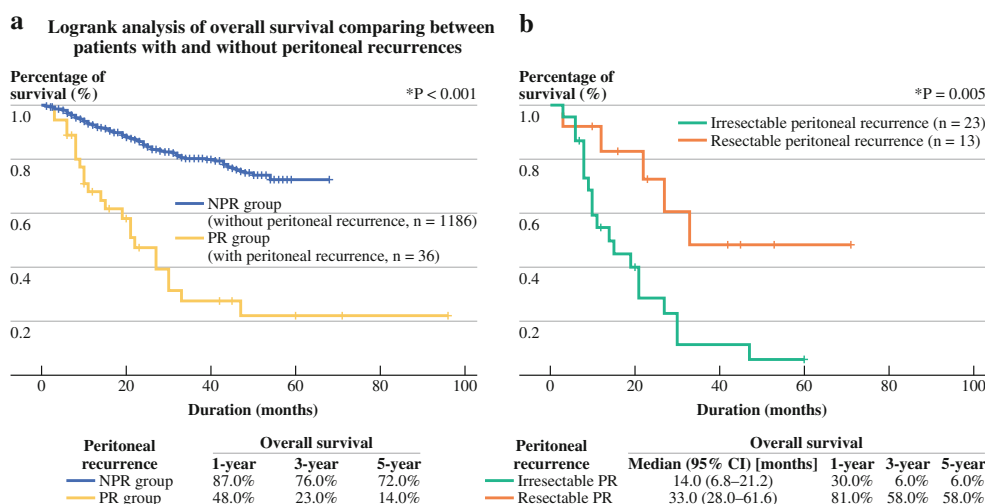 a
Logrank analysis of overall survival comparing between
patients with and without peritoneal recurrences
Percentage of
survival (%)
*P < 0.001
1.0
0.8
0.6
0.4
0.2
NPR group
(without peritoneal recurrence, n = 1186)
PR group
(with peritoneal recurrence, n = 36)
0 20 40 60 80 100
Duration (months)
Peritoneal recurrence Overall survival
1-year 3-year 5-year
NPR group 87.0% 76.0% 72.0%
PR group 48.0% 23.0% 14.0%
b
Percentage of
survival (%)
*P = 0.005
1.0
0.8
0.6
0.4
0.2
Irresectable peritoneal recurrence (n = 23)
Resectable peritoneal recurrence (n = 13)
0 20 40 60 80 100
Duration (months)
Peritoneal recurrence Overall survival
Median (95% CI) [months] 1-year 3-year 5-year
Irresectable PR 14.0 (6.8–21.2) 30.0% 6.0% 6.0%
Resectable PR 33.0 (28.0–61.6) 81.0% 58.0% 58.0%